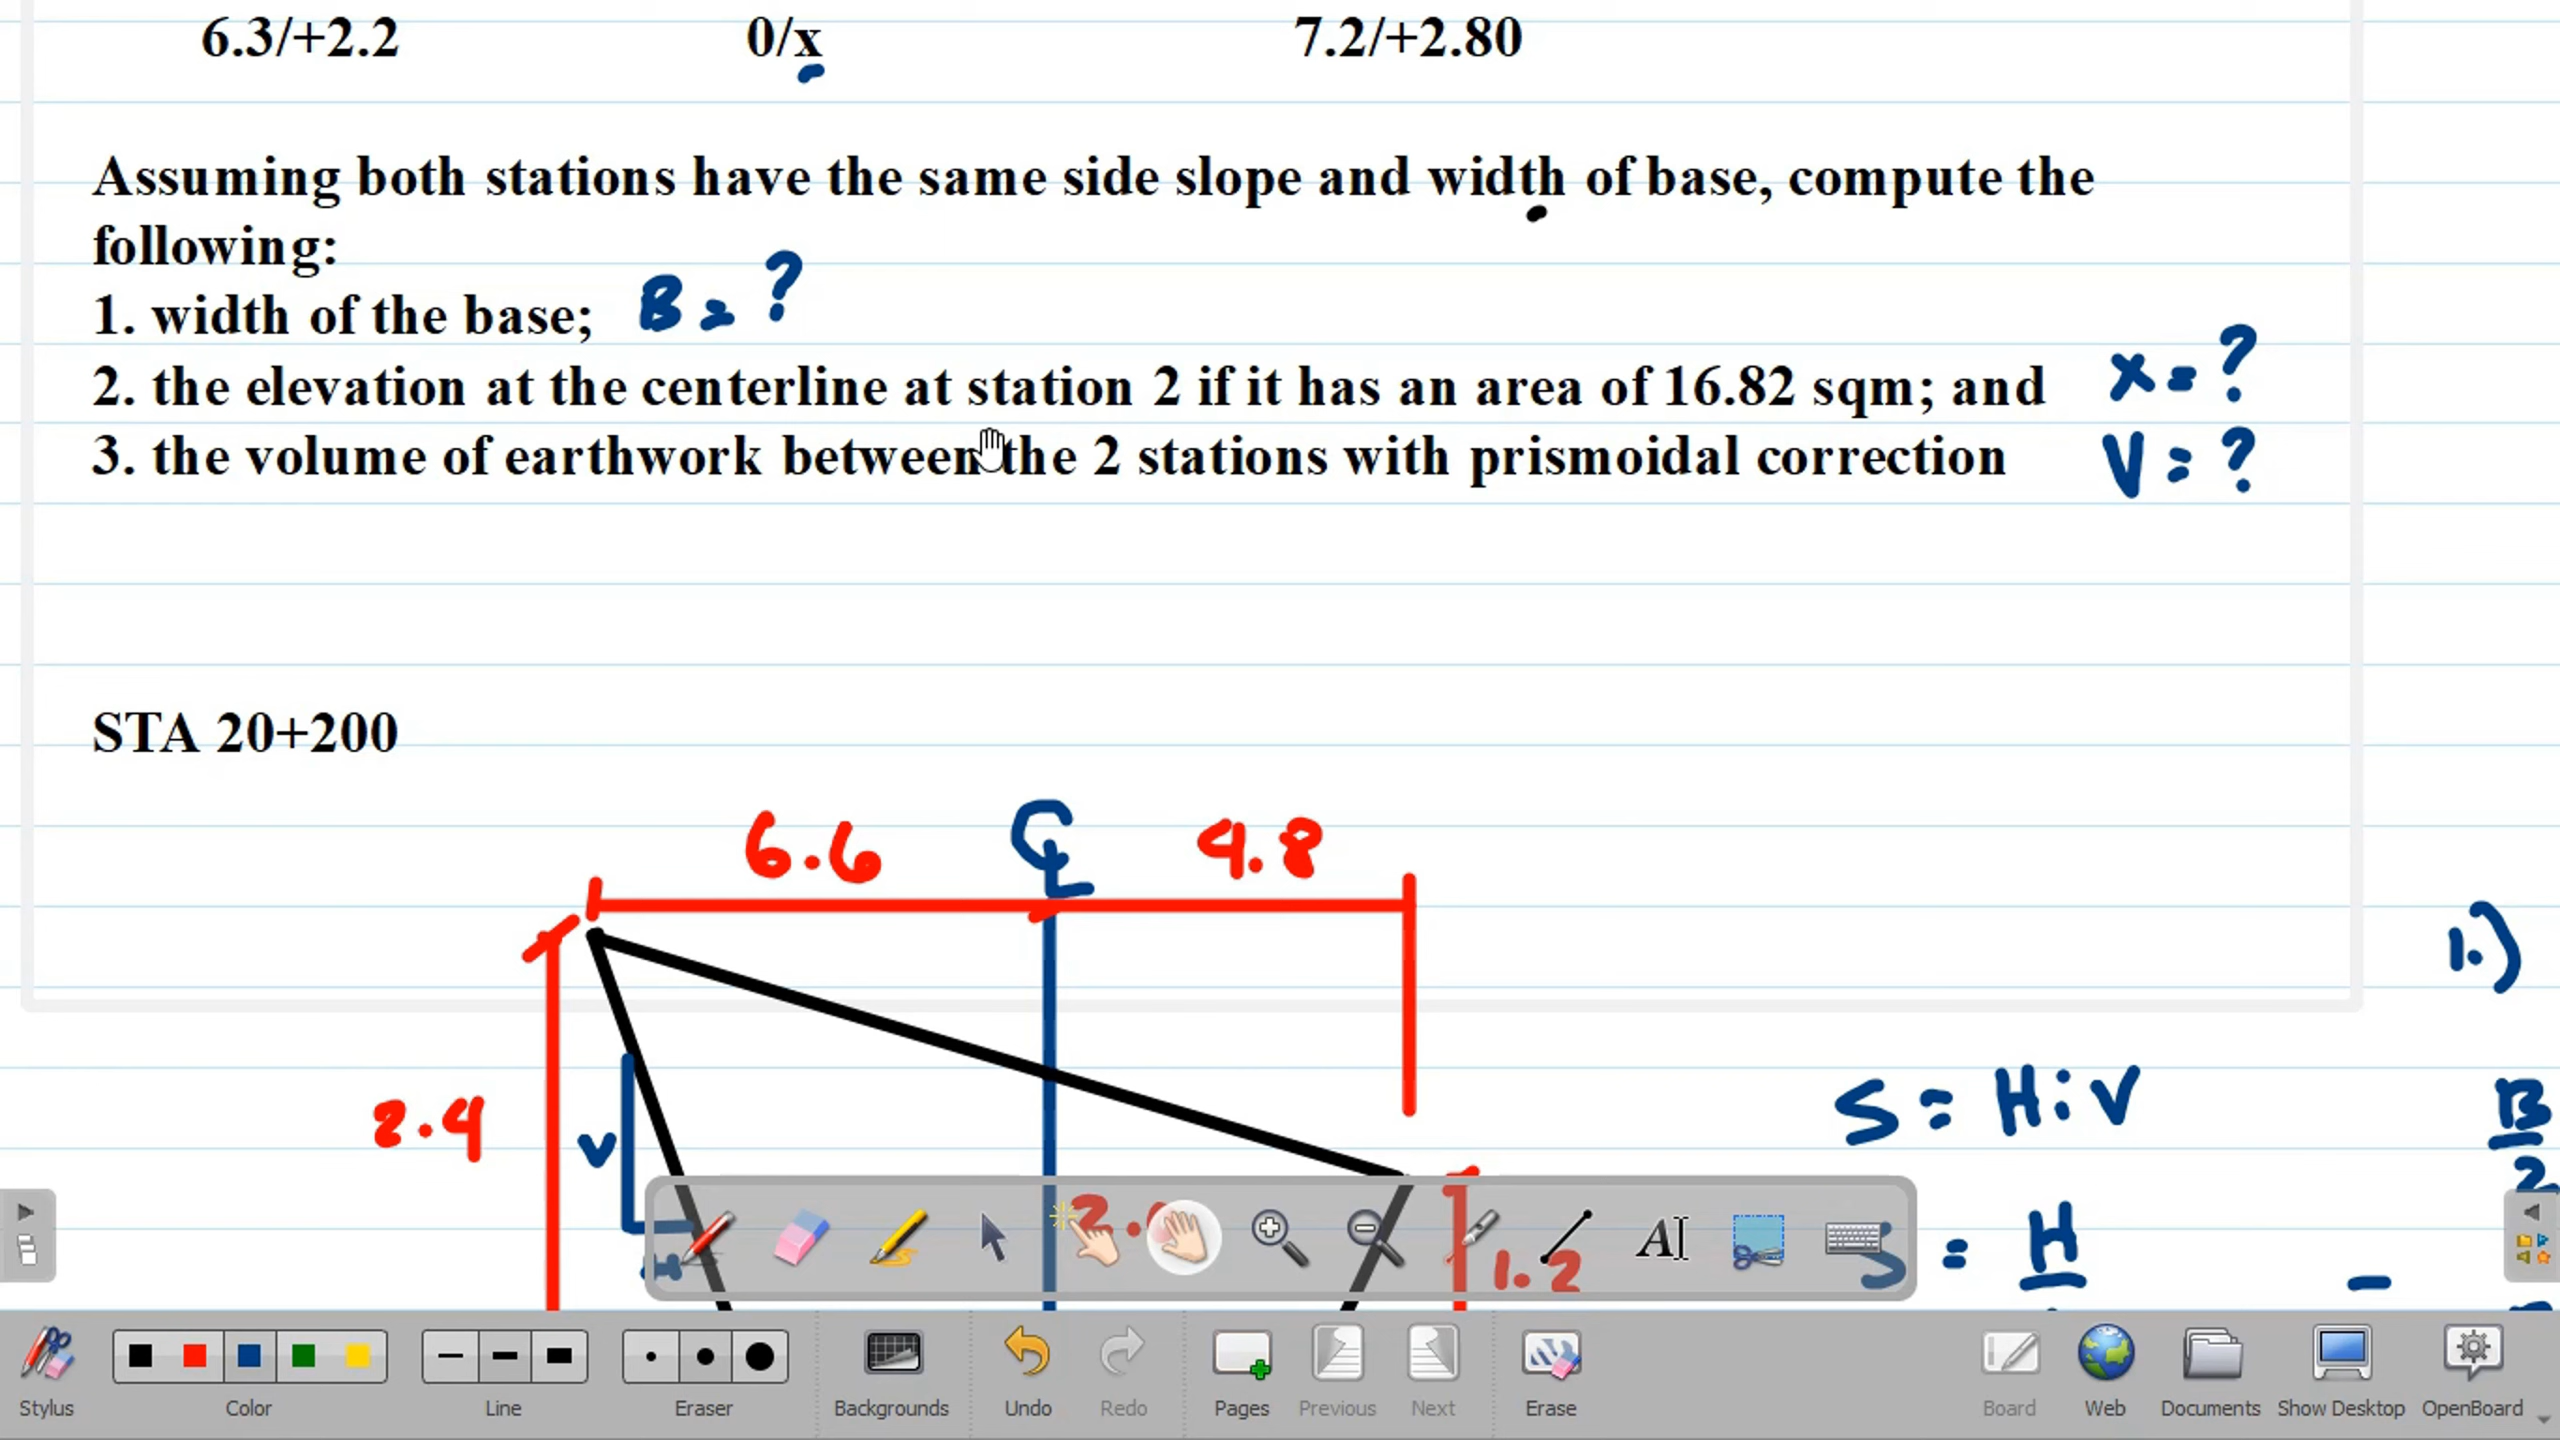 6.3/+2.2 0/x 7.2/+2.80
Assuming both stations have the same side slope and width of base, compute the
following:
1. width of the base; B = ?
2. the elevation at the centerline at station 2 if it has an area of 16.82 sqm; and x = ?
3. the volume of earthwork between the 2 stations with prismoidal correction V = ?
STA 20+200
6.6 CL 4.8
1.)
2.4 V
S = H:V
B
2
1.2
S = H
Stylus Color Line Eraser Backgrounds Undo Redo Pages Previous Next Erase Board Web Documents Show Desktop OpenBoard